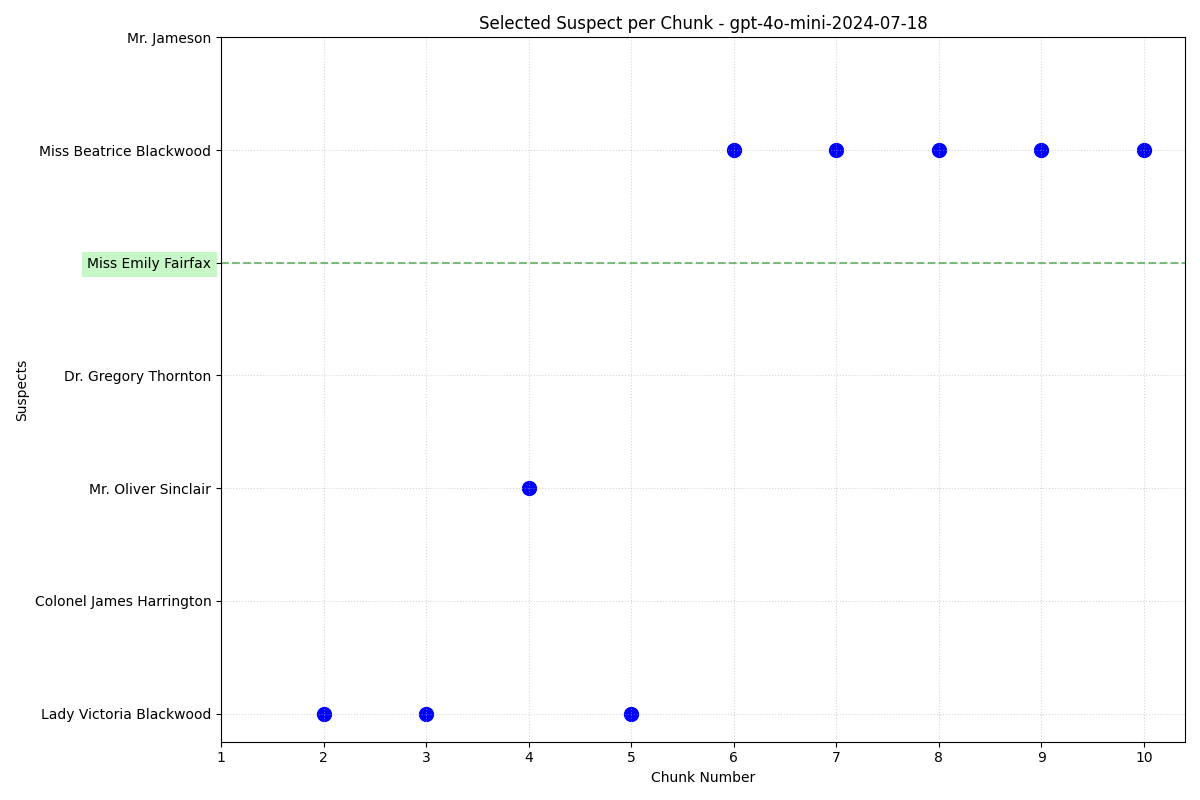 Selected Suspect per Chunk - gpt-4o-mini-2024-07-18
Mr. Jameson
Miss Beatrice Blackwood
Miss Emily Fairfax
Dr. Gregory Thornton
Mr. Oliver Sinclair
Colonel James Harrington
Lady Victoria Blackwood
Suspects
1 2 3 4 5 6 7 8 9 10
Chunk Number